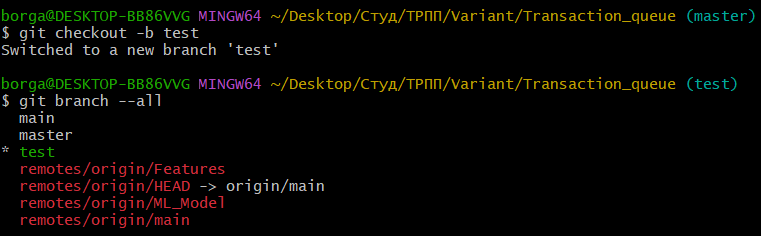 borga@DESKTOP-BB86VVG MINGW64 ~/Desktop/Студ/ТРПП/Variant/Transaction_queue (master)
$ git checkout -b test
Switched to a new branch 'test'
borga@DESKTOP-BB86VVG MINGW64 ~/Desktop/Студ/ТРПП/Variant/Transaction_queue (test)
$ git branch --all
main
master
* test
remotes/origin/Features
remotes/origin/HEAD -> origin/main
remotes/origin/ML_Model
remotes/origin/main